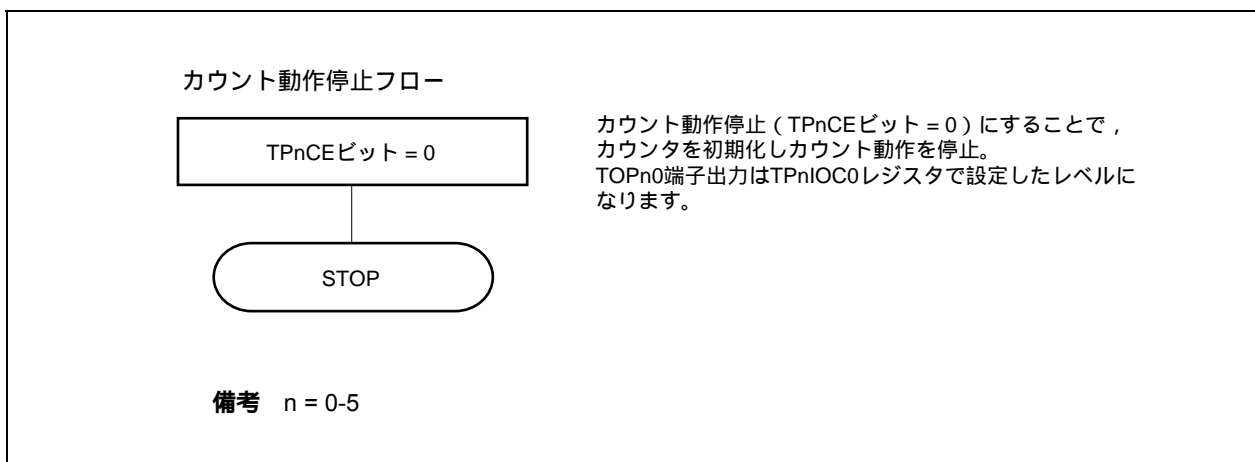 カウント動作停止フロー
TPnCEビット = 0
カウント動作停止（TPnCEビット = 0）にすることで，
カウンタを初期化しカウント動作を停止。
TOPn0端子出力はTPnIOC0レジスタで設定したレベルに
なります。
STOP
備考 n = 0-5